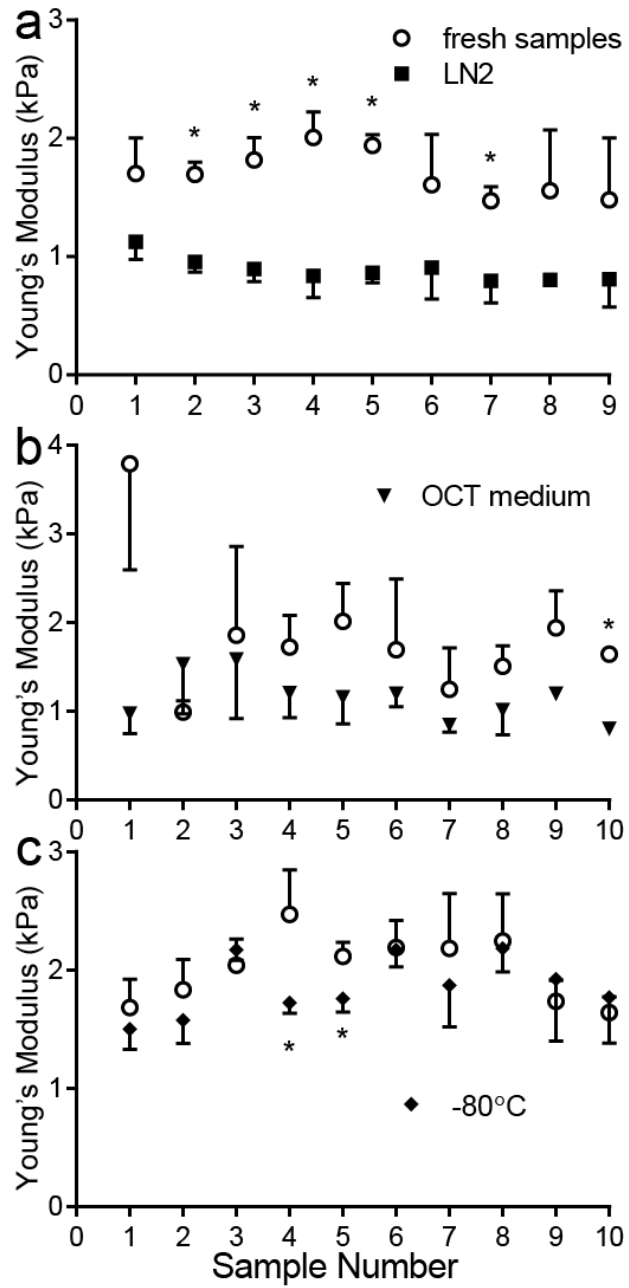 a
Young's Modulus (kPa)
3
2
1
0
fresh samples
LN2
* * * * *
0 1 2 3 4 5 6 7 8 9
b
Young's Modulus (kPa)
4
3
2
1
0
OCT medium
*
0 1 2 3 4 5 6 7 8 9 10
c
Young's Modulus (kPa)
3
2
1
0
* *
-80°C
0 1 2 3 4 5 6 7 8 9 10
Sample Number